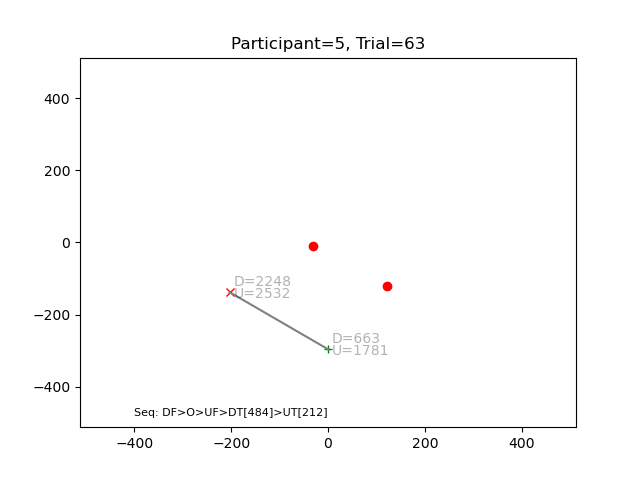 Participant=5, Trial=63
400
200
0
−200
−400
D=2248
U=2532
D=663
U=1781
Seq: DF>O>UF>DT[484]>UT[212]
−400 −200 0 200 400